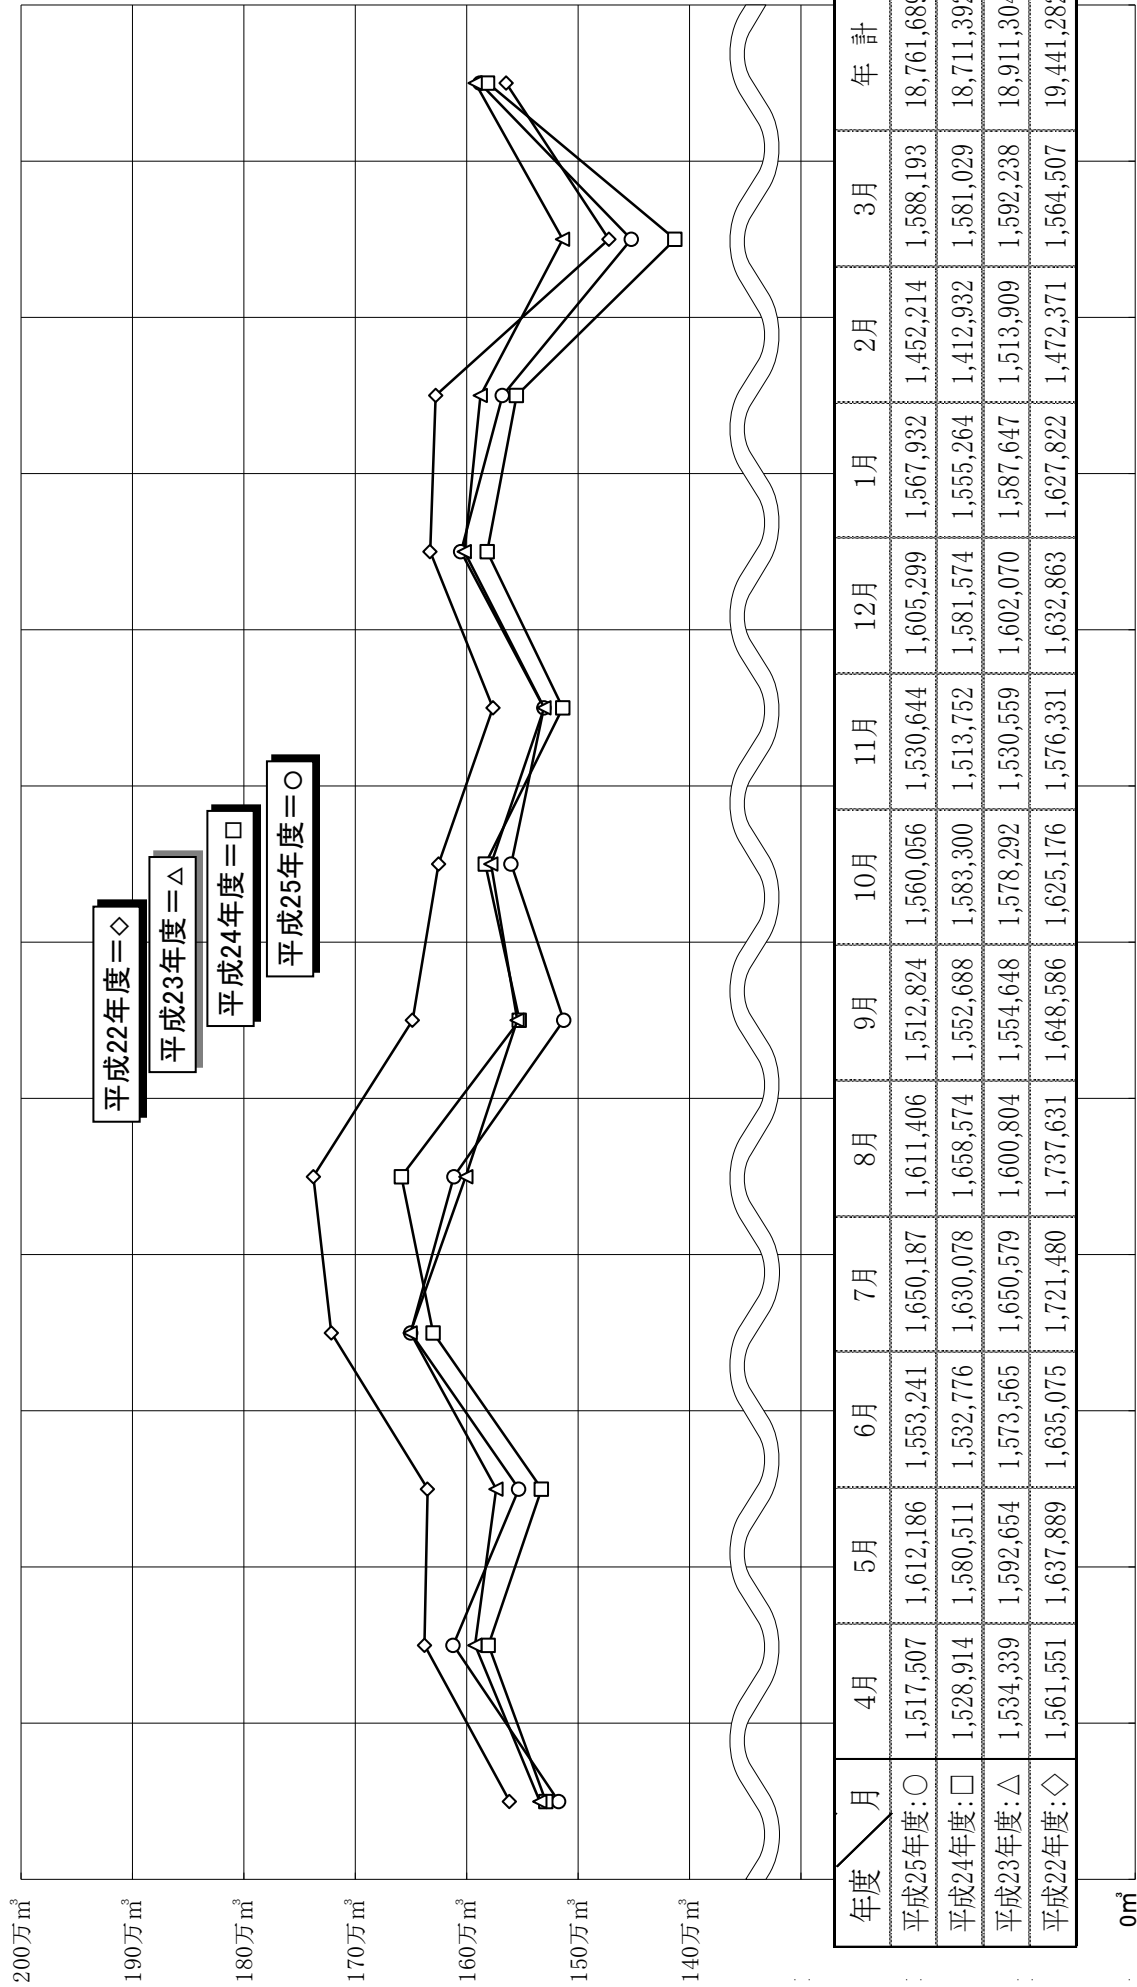 200万㎥
190万㎥
180万㎥
170万㎥
160万㎥
150万㎥
140万㎥
0㎥
平成22年度=◇
平成23年度=△
平成24年度=□
平成25年度=○
年度 月 4月 5月 6月 7月 8月 9月 10月 11月 12月 1月 2月 3月 年 計
平成25年度:○ 1,517,507 1,612,186 1,553,241 1,650,187 1,611,406 1,512,824 1,560,056 1,530,644 1,605,299 1,567,932 1,452,214 1,588,193 18,761,689
平成24年度:□ 1,528,914 1,580,511 1,532,776 1,630,078 1,658,574 1,552,688 1,583,300 1,513,752 1,581,574 1,555,264 1,412,932 1,581,029 18,711,392
平成23年度:△ 1,534,339 1,592,654 1,573,565 1,650,579 1,600,804 1,554,648 1,578,292 1,530,559 1,602,070 1,587,647 1,513,909 1,592,238 18,911,304
平成22年度:◇ 1,561,551 1,637,889 1,635,075 1,721,480 1,737,631 1,648,586 1,625,176 1,576,331 1,632,863 1,627,822 1,472,371 1,564,507 19,441,282